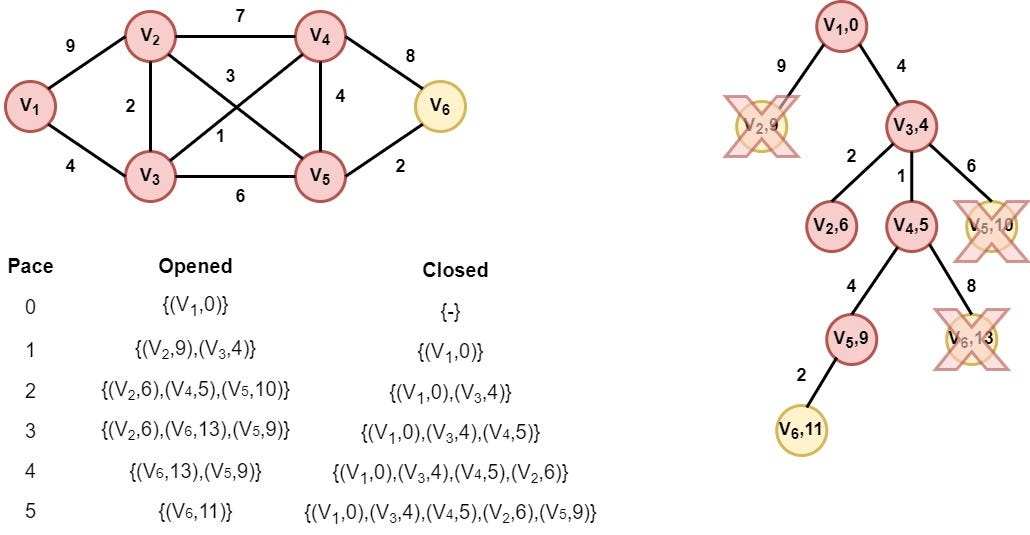 7
V2
V4
9
8
3
V1
2
4
V6
4
1
2
V3
6
V5
V1,0
9
4
V2,9
V3,4
2
1
6
V2,6
V4,5
V5,10
4
8
V5,9
V6,13
2
V6,11
Pace Opened Closed
0 {(V1,0)} {-}
1 {(V2,9),(V3,4)} {(V1,0)}
2 {(V2,6),(V4,5),(V5,10)} {(V1,0),(V3,4)}
3 {(V2,6),(V6,13),(V5,9)} {(V1,0),(V3,4),(V4,5)}
4 {(V6,13),(V5,9)} {(V1,0),(V3,4),(V4,5),(V2,6)}
5 {(V6,11)} {(V1,0),(V3,4),(V4,5),(V2,6),(V5,9)}